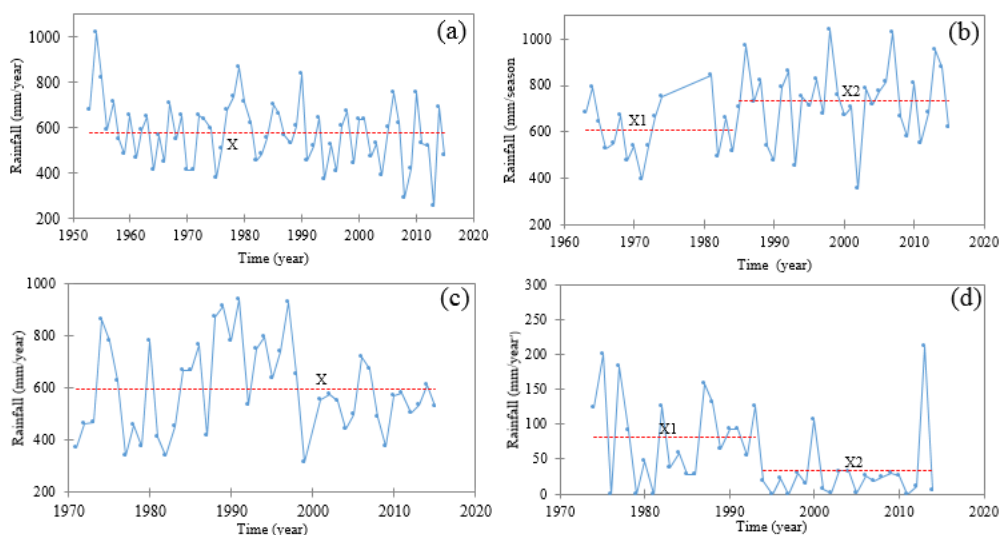 (a)
Rainfall (mm/year)
1000
800
600
400
200
X
1950 1960 1970 1980 1990 2000 2010 2020
Time (year)
(b)
Rainfall (mm/season)
1000
800
600
400
200
X1
X2
1960 1970 1980 1990 2000 2010 2020
Time (year)
(c)
Rainfall (mm/year)
1000
800
600
400
200
X
1970 1980 1990 2000 2010 2020
Time (year)
(d)
Rainfall (mm/year')
300
250
200
150
100
50
0
X1
X2
1970 1980 1990 2000 2010 2020
Time (year)